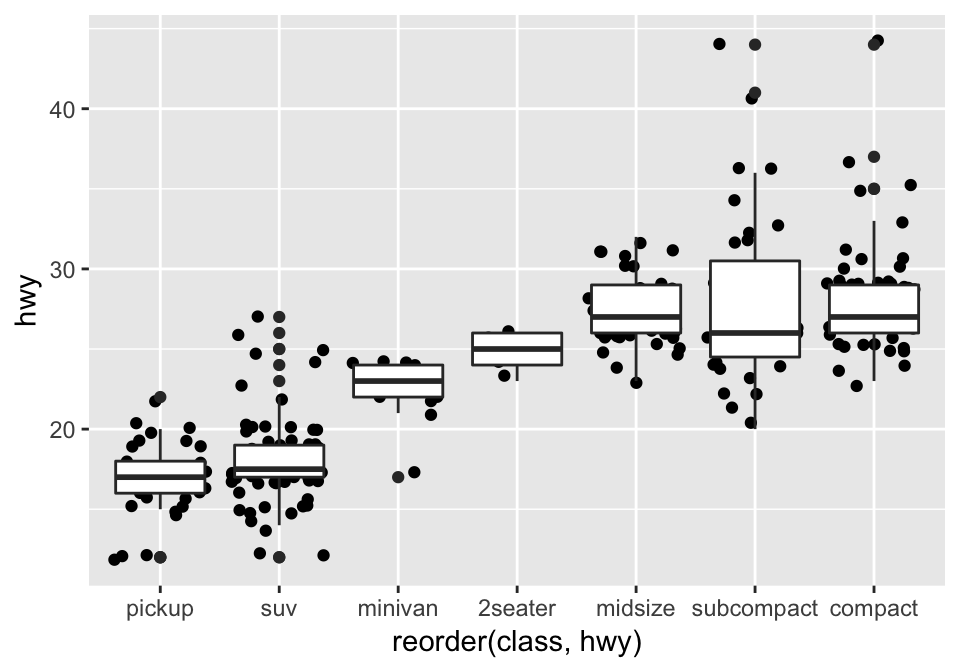 40
30
20
hwy
pickup suv minivan 2seater midsize subcompact compact
reorder(class, hwy)